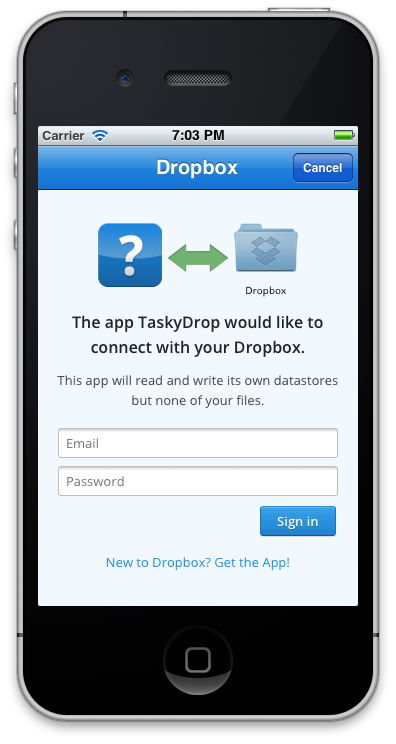 Carrier 7:03 PM
Dropbox Cancel
?
Dropbox
The app TaskyDrop would like to
connect with your Dropbox.
This app will read and write its own datastores
but none of your files.
Email
Password
Sign in
New to Dropbox? Get the App!